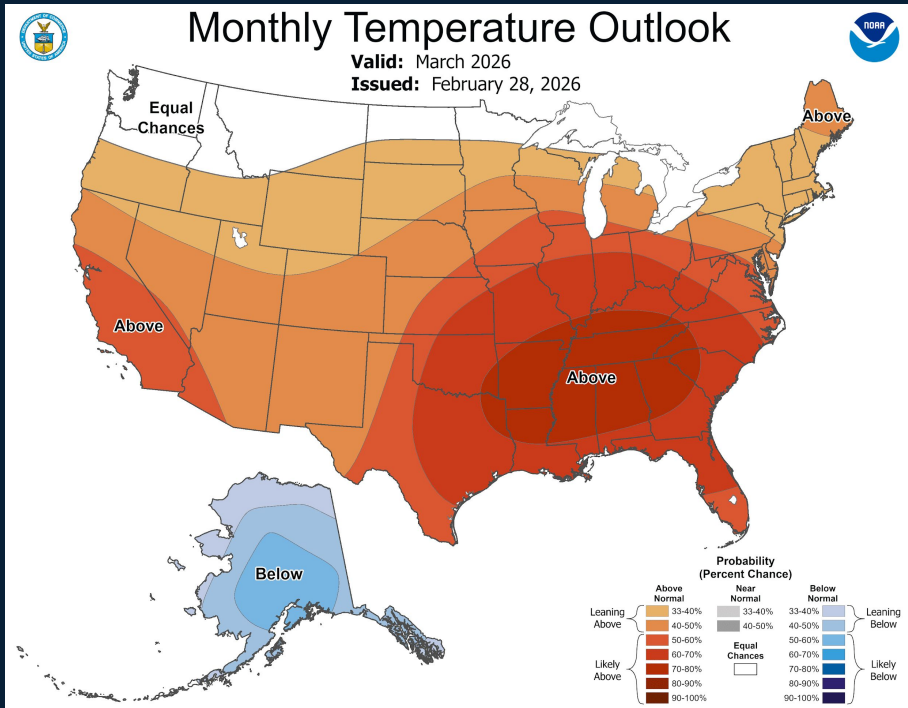 Monthly Temperature Outlook
Valid: March 2026
Issued: February 28, 2026
NOAA
Equal
Chances
Above
Above
Above
Below
Probability
(Percent Chance)
Above
Normal
Near
Normal
Below
Normal
Leaning
Above
33-40%
40-50%
33-40%
40-50%
33-40%
40-50%
Leaning
Below
Likely
Above
50-60%
60-70%
70-80%
80-90%
90-100%
Equal
Chances
50-60%
60-70%
70-80%
80-90%
90-100%
Likely
Below